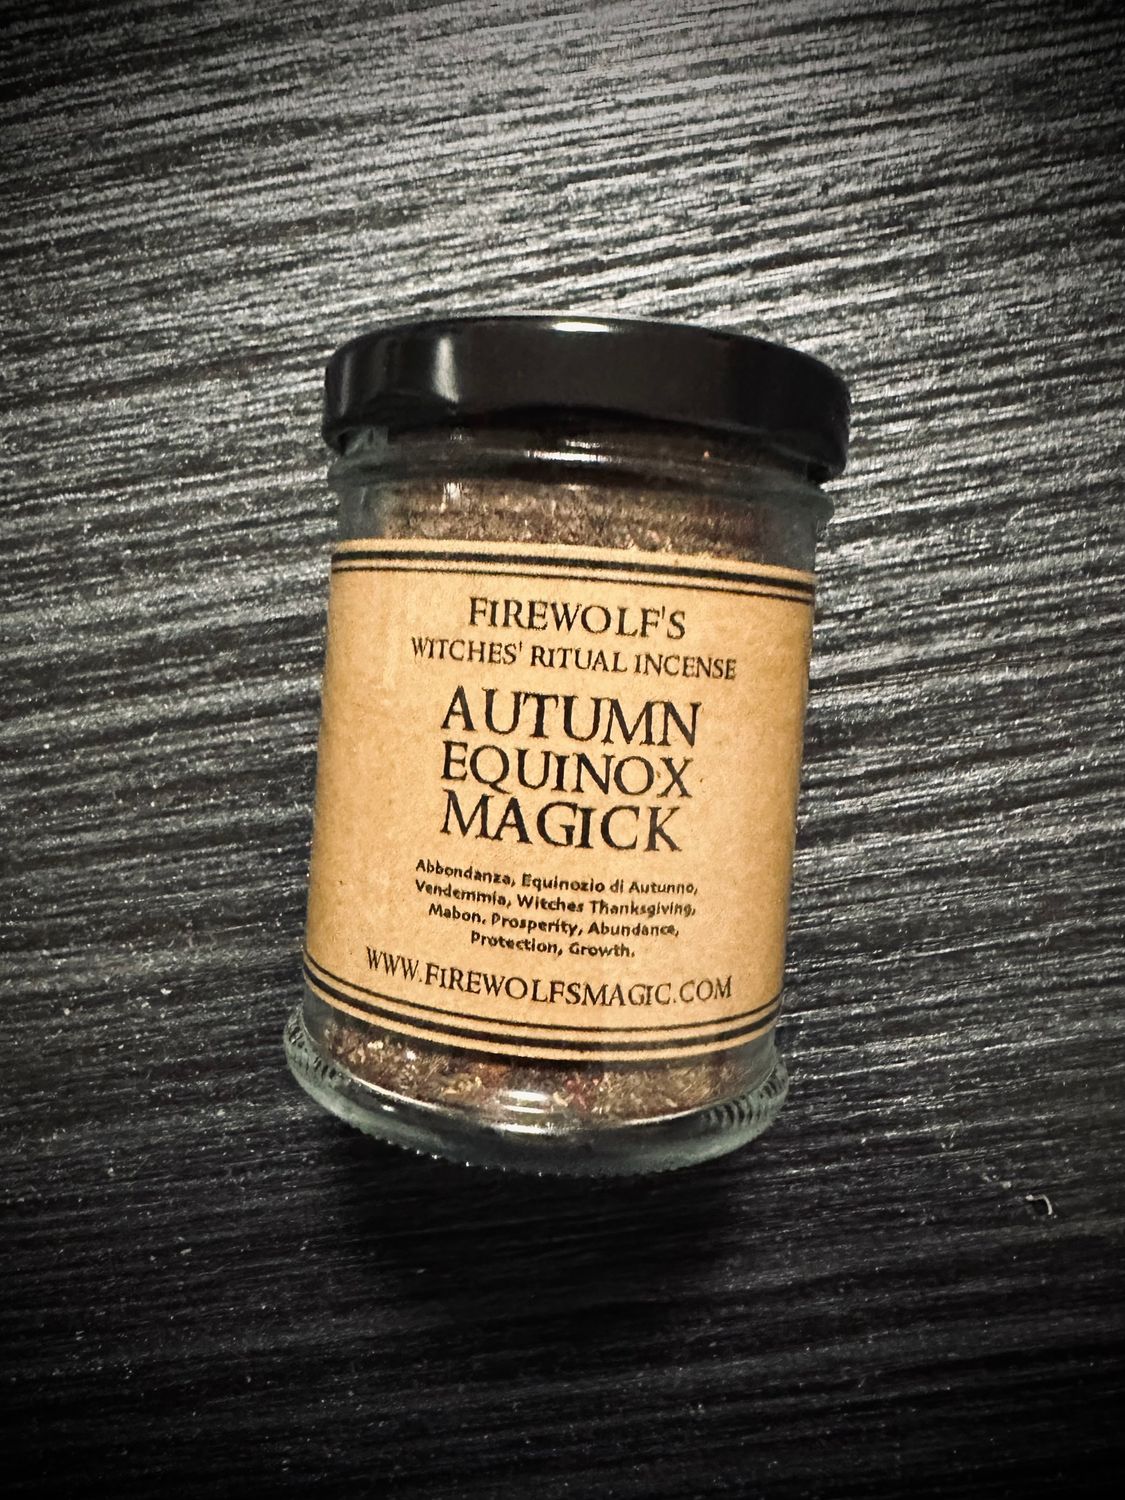 FIREWOLF'S
WITCHES' RITUAL INCENSE
AUTUMN
EQUINOX
MAGICK
Abbondanza, Equinozio di Autunno,
Vendemmia, Witches Thanksgiving,
Mabon, Prosperity, Abundance,
Protection, Growth.
WWW.FIREWOLFSMAGIC.COM